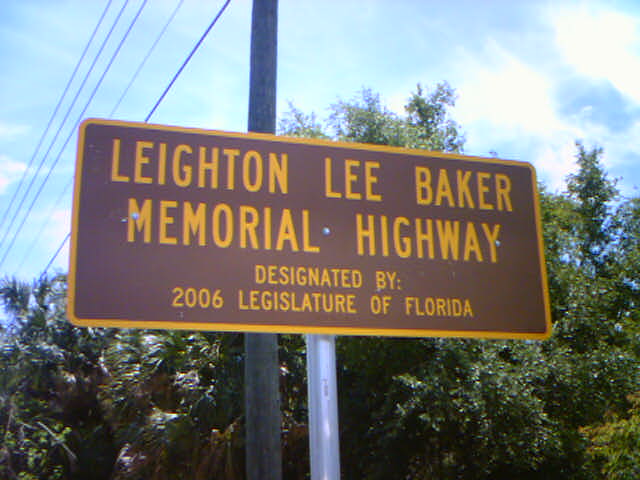 LEIGHTON LEE BAKER
MEMORIAL HIGHWAY
DESIGNATED BY:
2006 LEGISLATURE OF FLORIDA